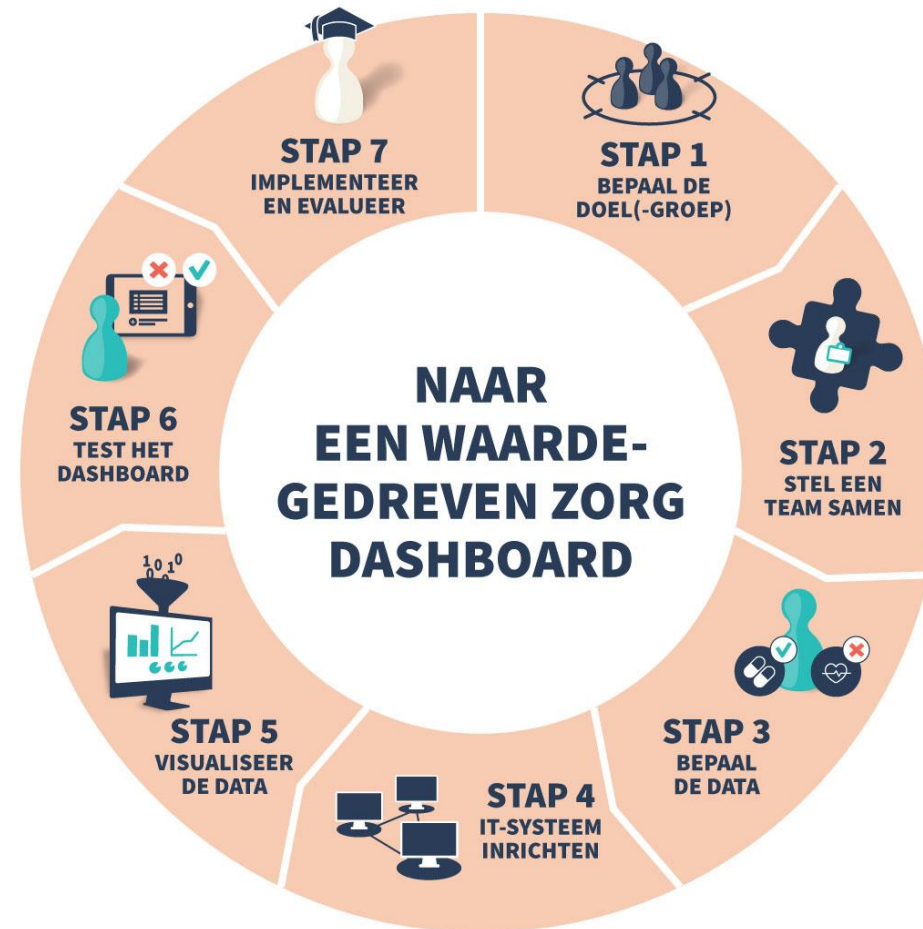 NAAR
EEN WAARDE-
GEDREVEN ZORG
DASHBOARD
STAP 1
BEPAAL DE
DOEL(-GROEP)
STAP 2
STEL EEN
TEAM SAMEN
STAP 3
BEPAAL
DE DATA
STAP 4
IT-SYSTEEM
INRICHTEN
STAP 5
VISUALISEER
DE DATA
STAP 6
TEST HET
DASHBOARD
STAP 7
IMPLEMENTEER
EN EVALUEER